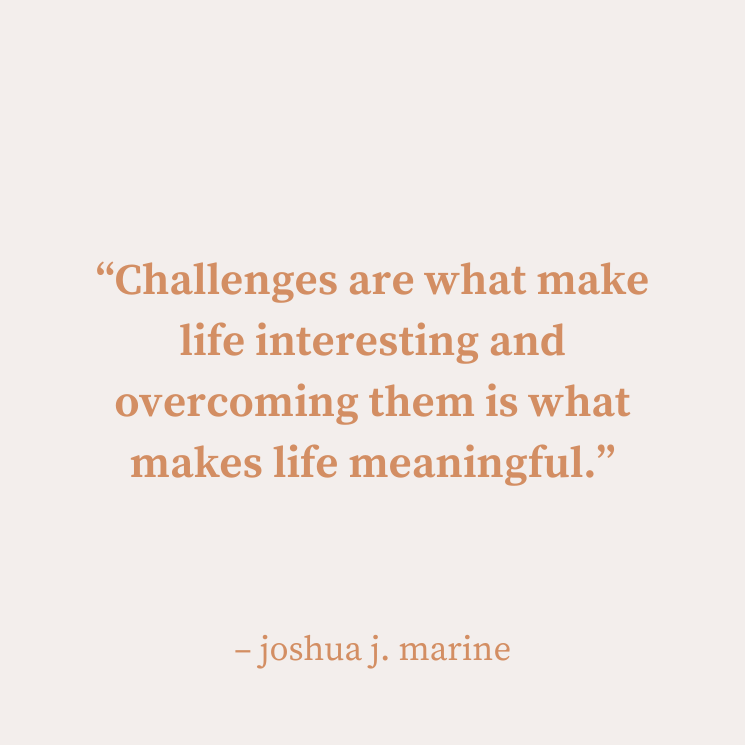 “Challenges are what make
life interesting and
overcoming them is what
makes life meaningful.”
– joshua j. marine